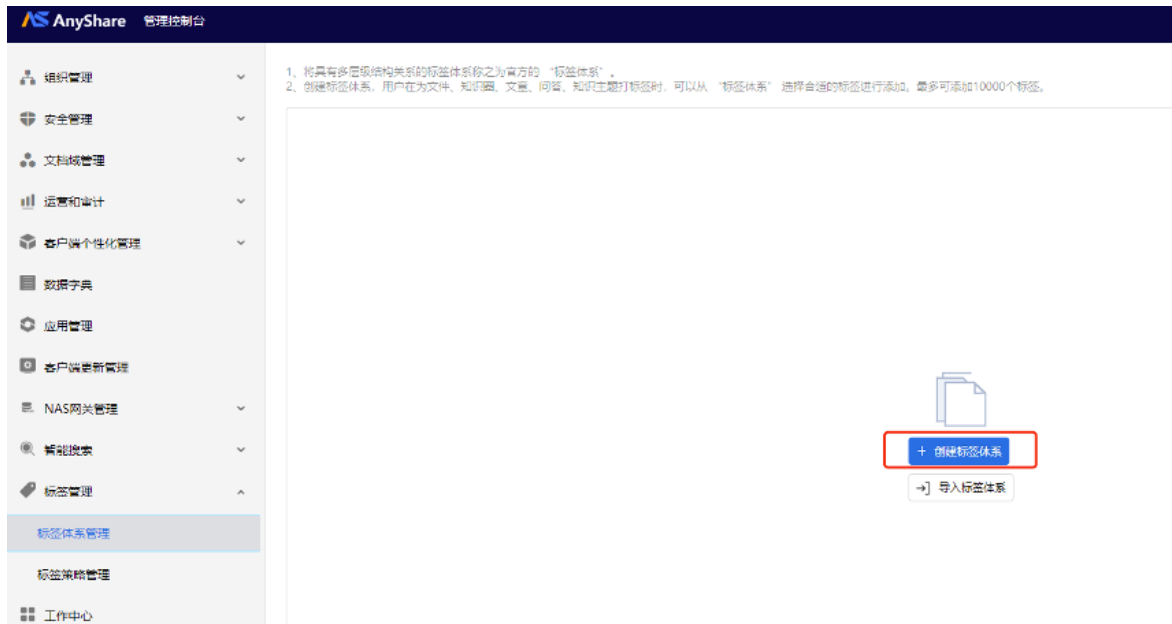 AnyShare 管理控制台
组织管理
安全管理
文档域管理
运营和审计
客户端个性化管理
数据字典
应用管理
客户端更新管理
NAS网关管理
智能搜索
标签管理
标签体系管理
标签策略管理
工作中心
1、将具有多层级结构关系的标签体系称之为官方的 “标签体系” 。
2、创建标签体系，用户在为文件、知识圈、文章、问答、知识主题打标签时，可以从 “标签体系” 选择合适的标签进行添加。最多可添加10000个标签。
+ 创建标签体系
导入标签体系